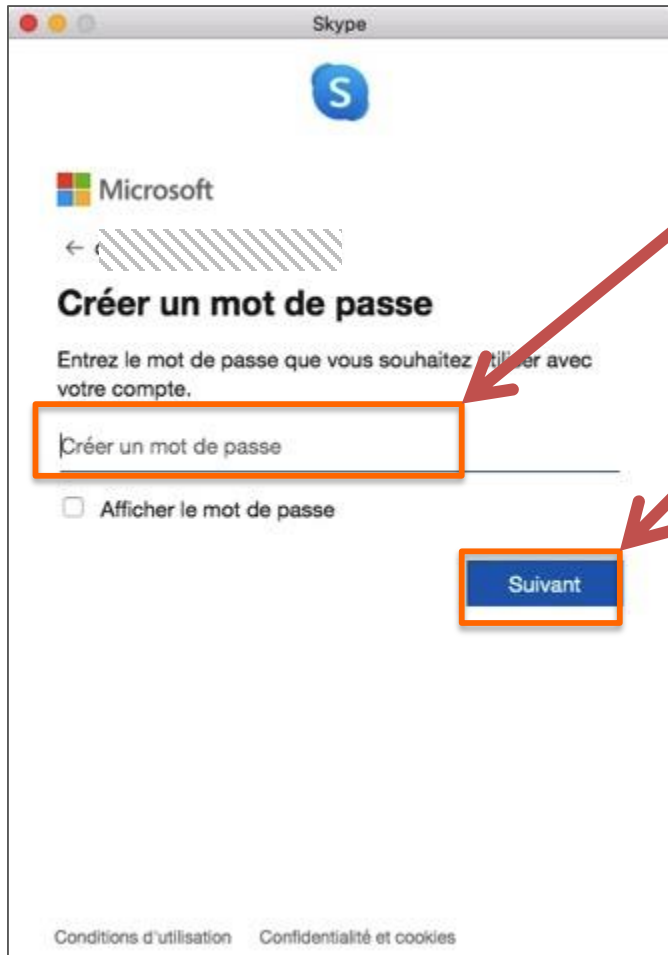 Skype
S
Microsoft
←
Créer un mot de passe
Entrez le mot de passe que vous souhaitez utiliser avec
votre compte.
Créer un mot de passe
Afficher le mot de passe
Suivant
Conditions d'utilisation Confidentialité et cookies